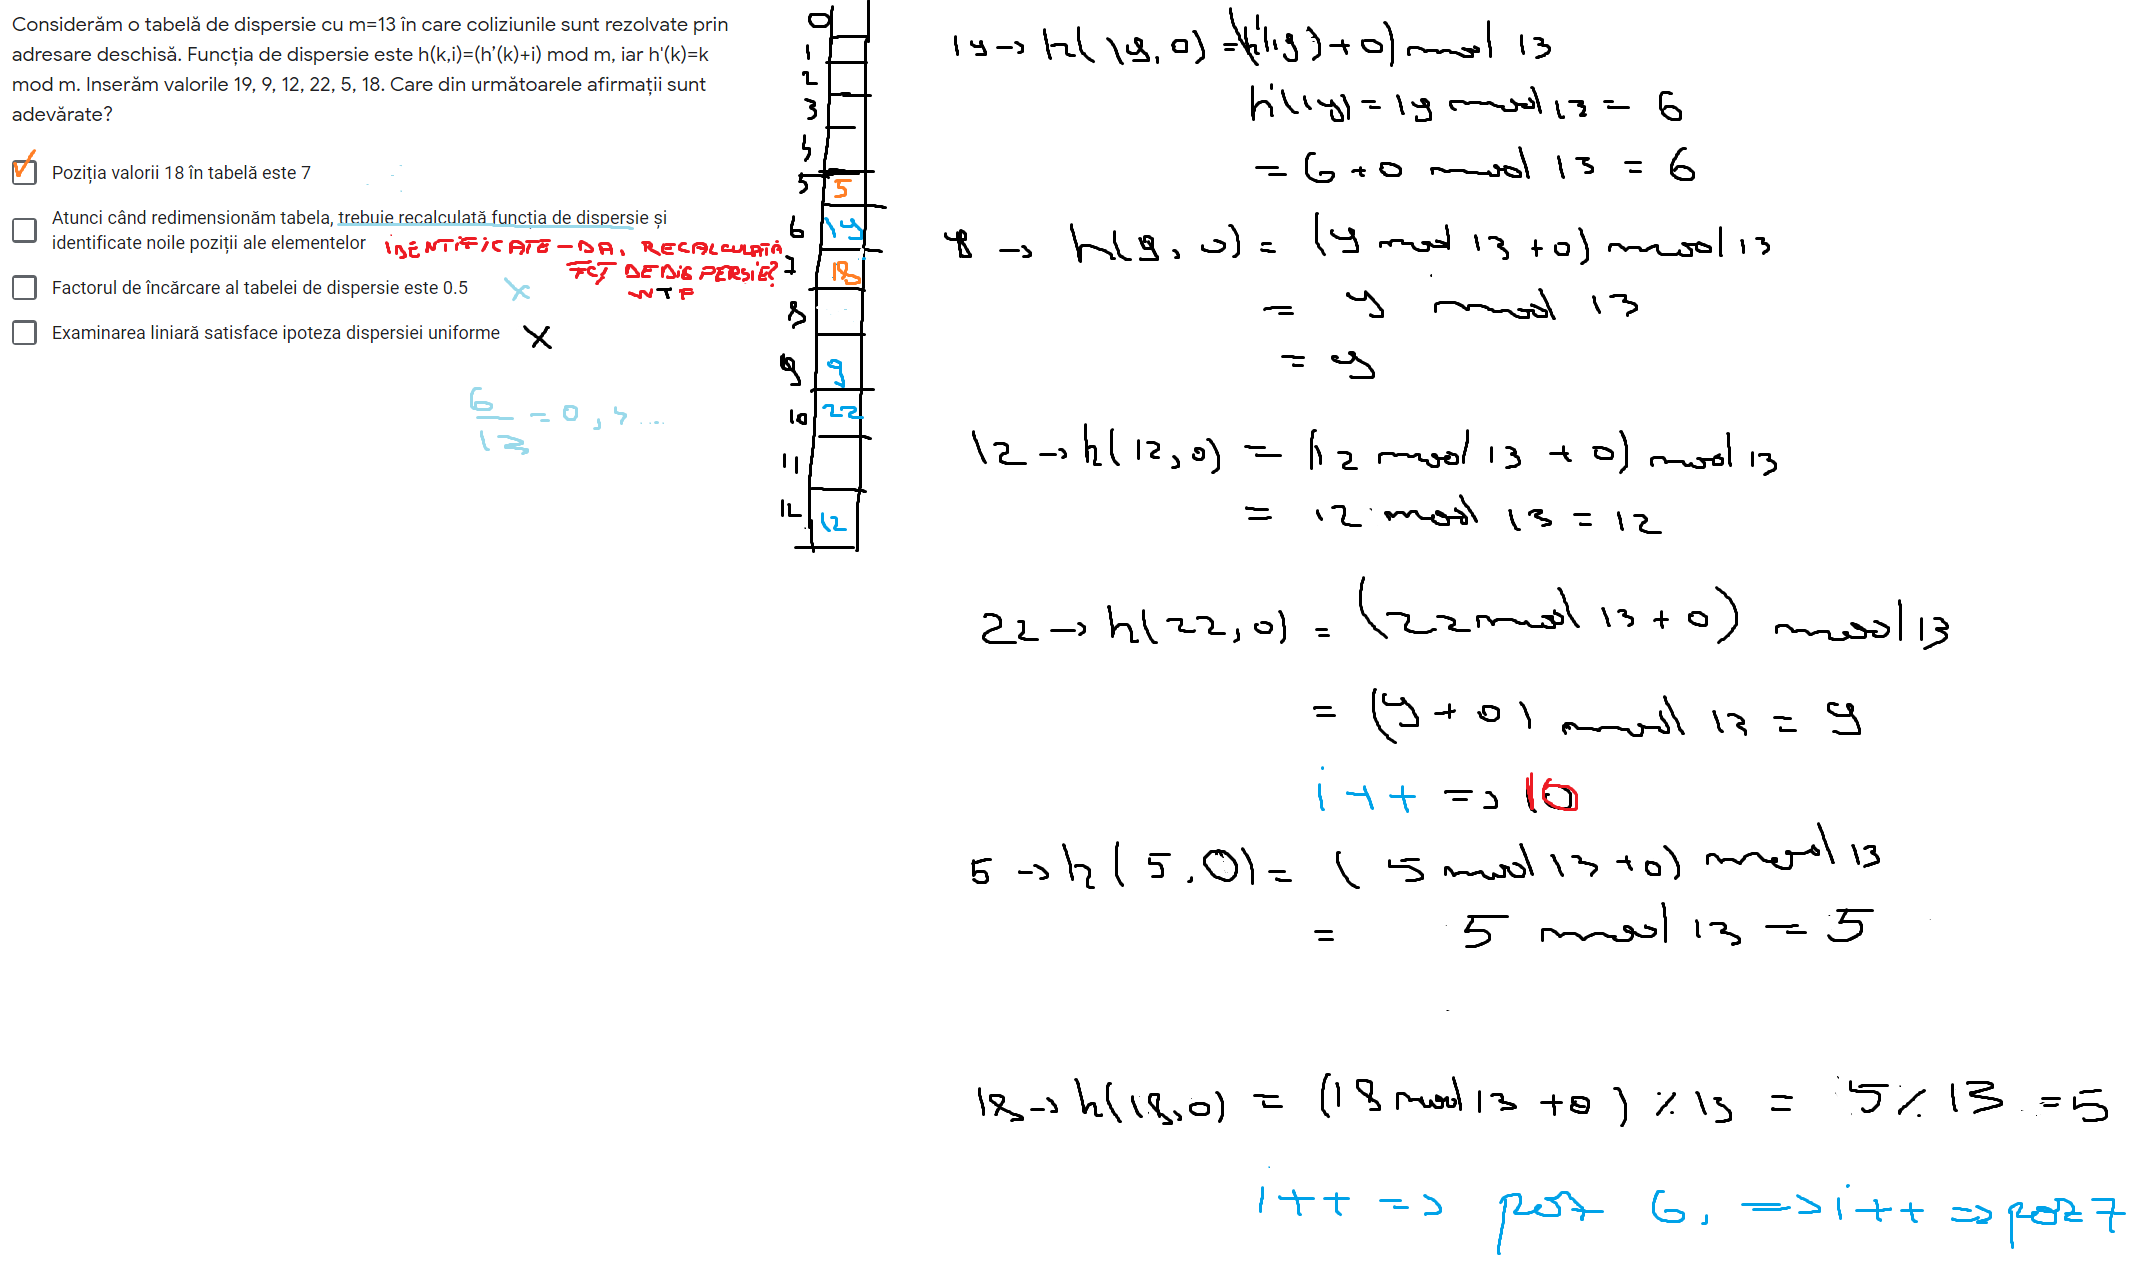 Considerăm o tabelă de dispersie cu m=13 în care coliziunile sunt rezolvate prin
adresare deschisă. Funcția de dispersie este h(k,i)=(h’(k)+i) mod m, iar h'(k)=k
mod m. Inserăm valorile 19, 9, 12, 22, 5, 18. Care din următoarele afirmații sunt
adevărate?
Poziția valorii 18 în tabelă este 7
Atunci când redimensionăm tabela, trebuie recalculată funcția de dispersie și
identificate noile poziții ale elementelor
IDENTIFICATE - DA. RECALCULATĂ
FCT DE DISPERSIE?
WTF
Factorul de încărcare al tabelei de dispersie este 0.5 x
Examinarea liniară satisface ipoteza dispersiei uniforme x
6/13 = 0,4...
0
1
2
3
4
5 5
6 19
7 18
8
9 9
10 22
11
12 12
19 -> h(19,0) = (h'(19)+0) mod 13
h'(19) = 19 mod 13 = 6
= 6+0 mod 13 = 6
9 -> h(9,0) = (9 mod 13 +0) mod 13
= 9 mod 13
= 9
12 -> h(12,0) = (12 mod 13 + 0) mod 13
= 12 mod 13 = 12
22 -> h(22,0) = (22 mod 13 + 0) mod 13
= (9+0) mod 13 = 9
i++ => 10
5 -> h(5,0) = (5 mod 13 +0) mod 13
= 5 mod 13 = 5
18 -> h(18,0) = (18 mod 13 +0) % 13 = 5 % 13 = 5
i++ => poz 6, => i++ => poz 7